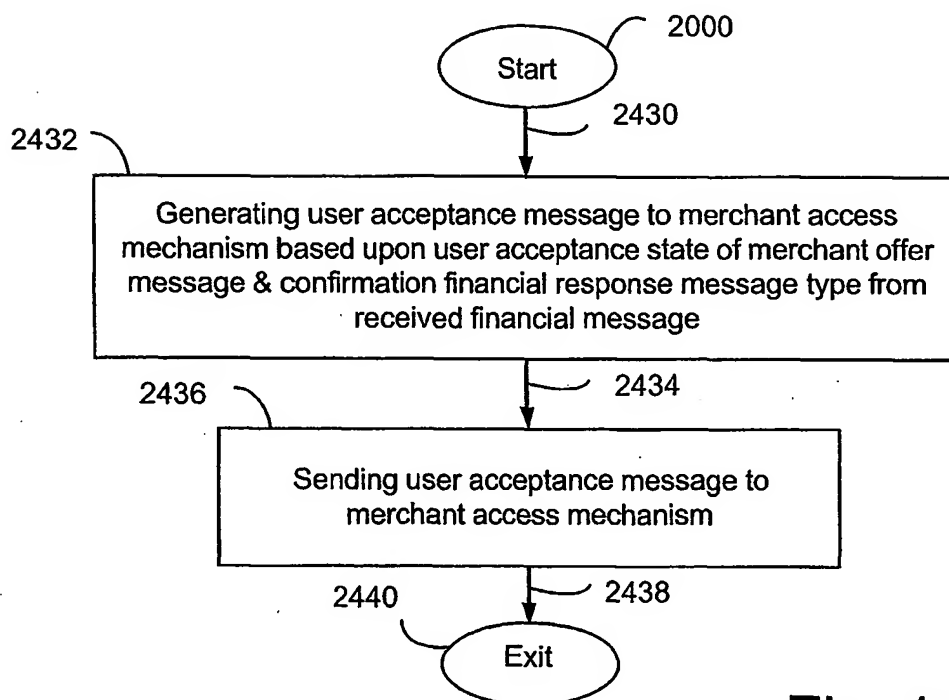 2000
Start
2430
2432
Generating user acceptance message to merchant access
mechanism based upon user acceptance state of merchant offer
message & confirmation financial response message type from
received financial message
2434
2436
Sending user acceptance message to
merchant access mechanism
2438
2440
Exit